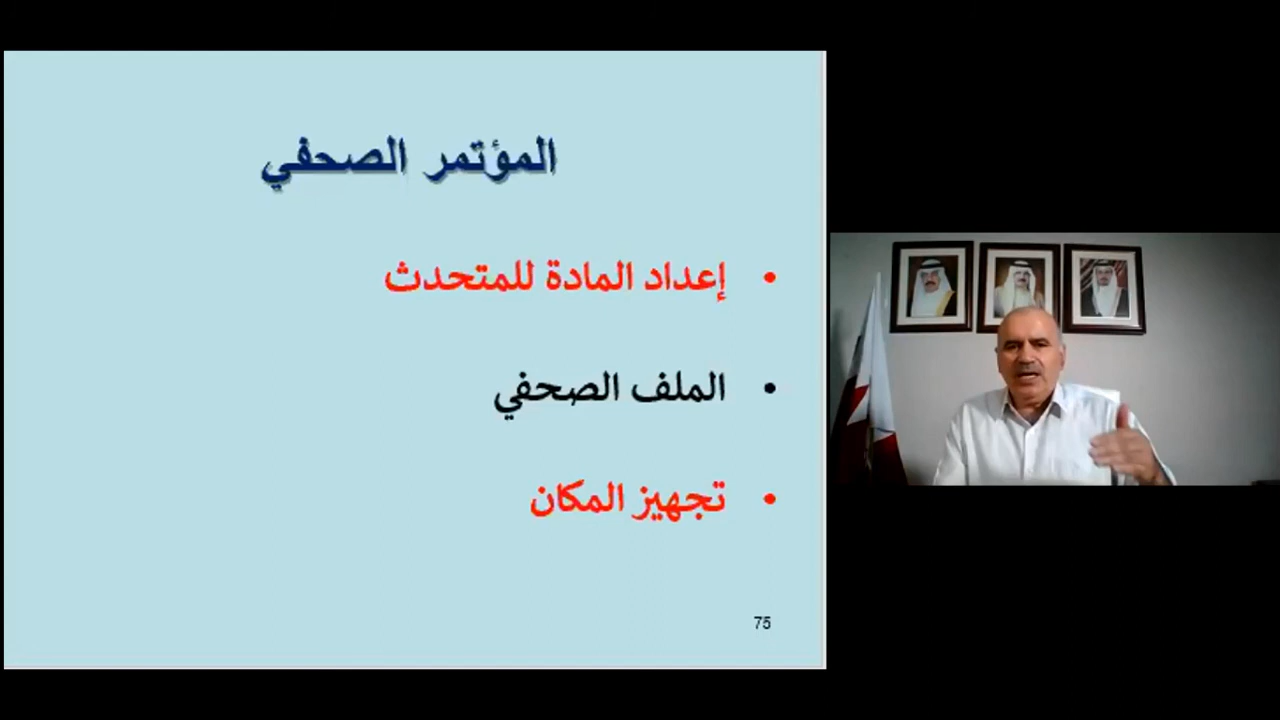 المؤتمر الصحفي
• إعداد المادة للمتحدث
• الملف الصحفي
• تجهيز المكان
75